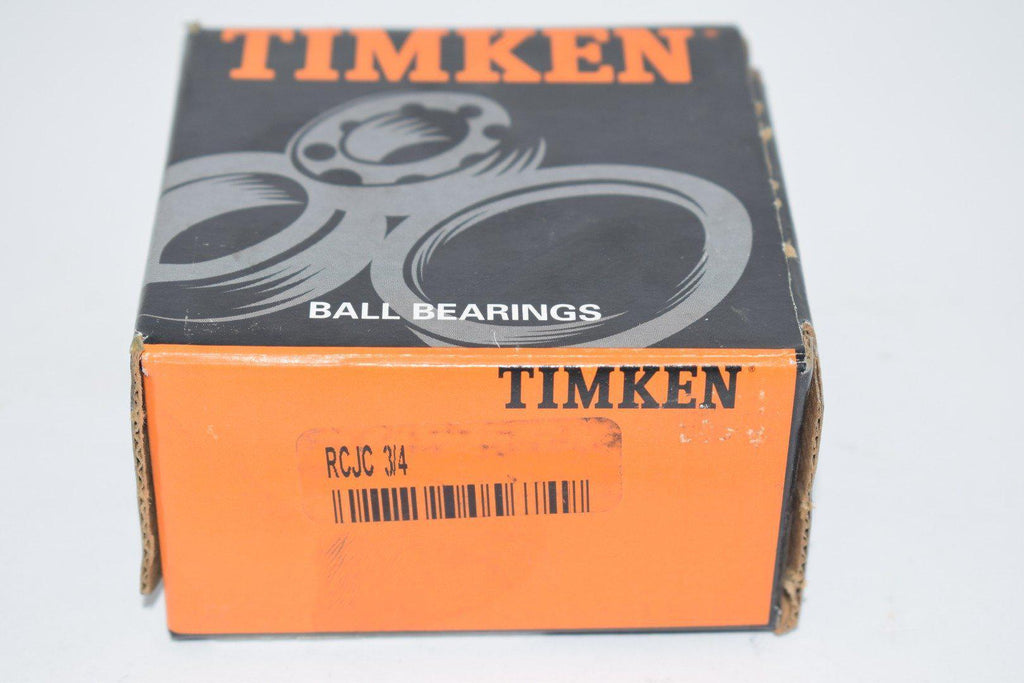 TIMKEN
BALL BEARINGS
TIMKEN®
RCJC 3/4